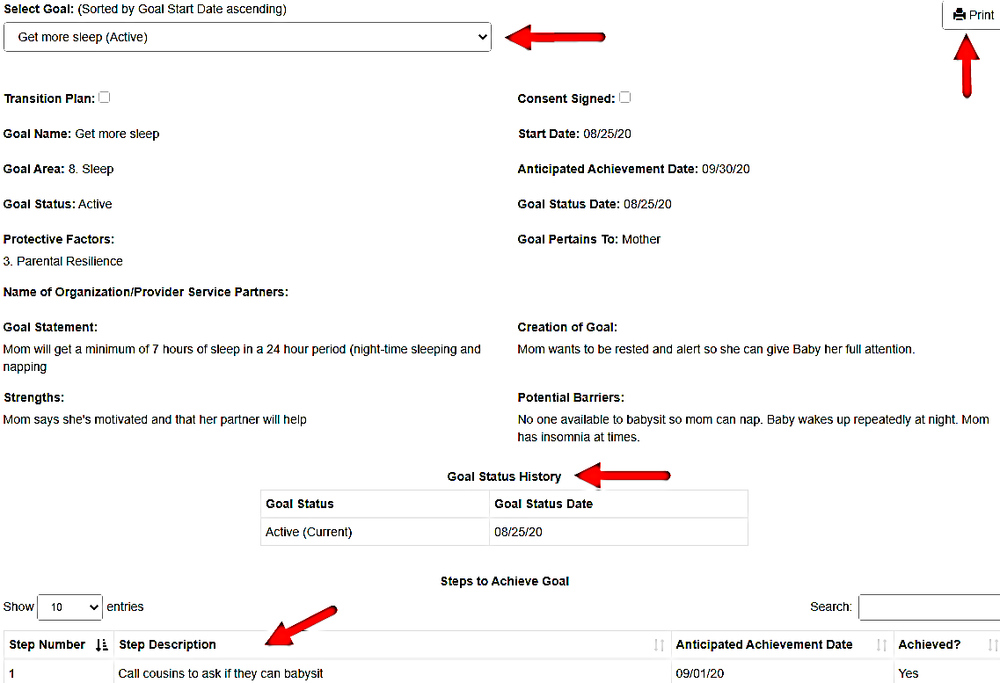 Select Goal: (Sorted by Goal Start Date ascending)
Print
Get more sleep (Active)
Transition Plan:
Consent Signed:
Goal Name: Get more sleep
Start Date: 08/25/20
Goal Area: 8. Sleep
Anticipated Achievement Date: 09/30/20
Goal Status: Active
Goal Status Date: 08/25/20
Protective Factors:
Goal Pertains To: Mother
3. Parental Resilience
Name of Organization/Provider Service Partners:
Goal Statement:
Mom will get a minimum of 7 hours of sleep in a 24 hour period (night-time sleeping and
napping
Creation of Goal:
Mom wants to be rested and alert so she can give Baby her full attention.
Strengths:
Mom says she's motivated and that her partner will help
Potential Barriers:
No one available to babysit so mom can nap. Baby wakes up repeatedly at night. Mom
has insomnia at times.
Goal Status History
Goal Status Goal Status Date
Active (Current) 08/25/20
Steps to Achieve Goal
Show 10 entries
Search:
Step Number Step Description Anticipated Achievement Date Achieved?
1 Call cousins to ask if they can babysit 09/01/20 Yes